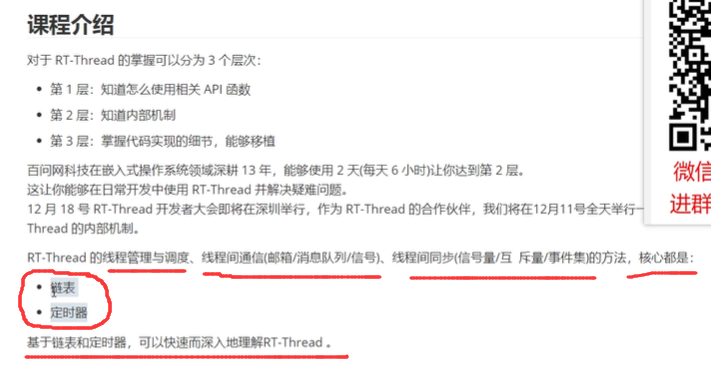 课程介绍
对于 RT-Thread 的掌握可以分为 3 个层次：
第 1 层：知道怎么使用相关 API 函数
第 2 层：知道内部机制
第 3 层：掌握代码实现的细节，能够移植
百问网科技在嵌入式操作系统领域深耕 13 年，能够使用 2 天(每天 6 小时)让你达到第 2 层。
这让你能够在日常开发中使用 RT-Thread 并解决疑难问题。
12 月 18 号 RT-Thread 开发者大会即将在深圳举行，作为 RT-Thread 的合作伙伴，我们将在12月11号全天举行一
Thread 的内部机制。
RT-Thread 的线程管理与调度、线程间通信(邮箱/消息队列/信号)、线程间同步(信号量/互 斥量/事件集)的方法，核心都是：
链表
定时器
基于链表和定时器，可以快速而深入地理解RT-Thread 。
微信
进群